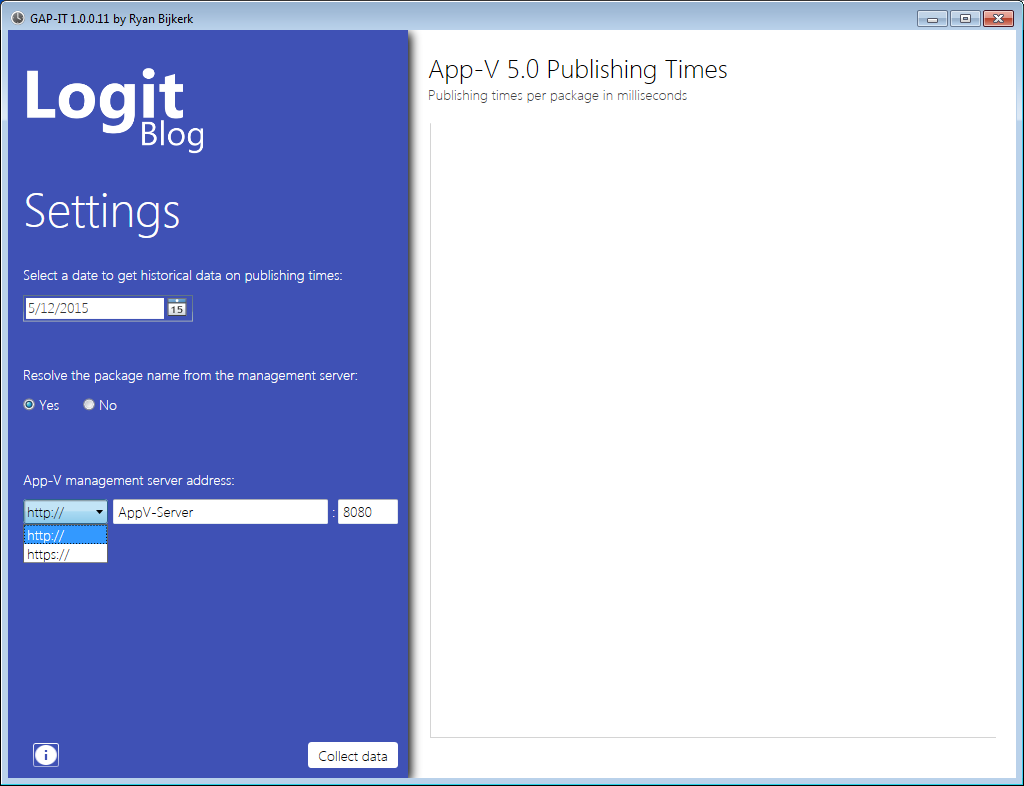 GAP-IT 1.0.0.11 by Ryan Bijkerk
Logit
Blog
Settings
Select a date to get historical data on publishing times:
5/12/2015
15
Resolve the package name from the management server:
Yes No
App-V management server address:
http:// AppV-Server : 8080
http://
https://
i
Collect data
App-V 5.0 Publishing Times
Publishing times per package in milliseconds